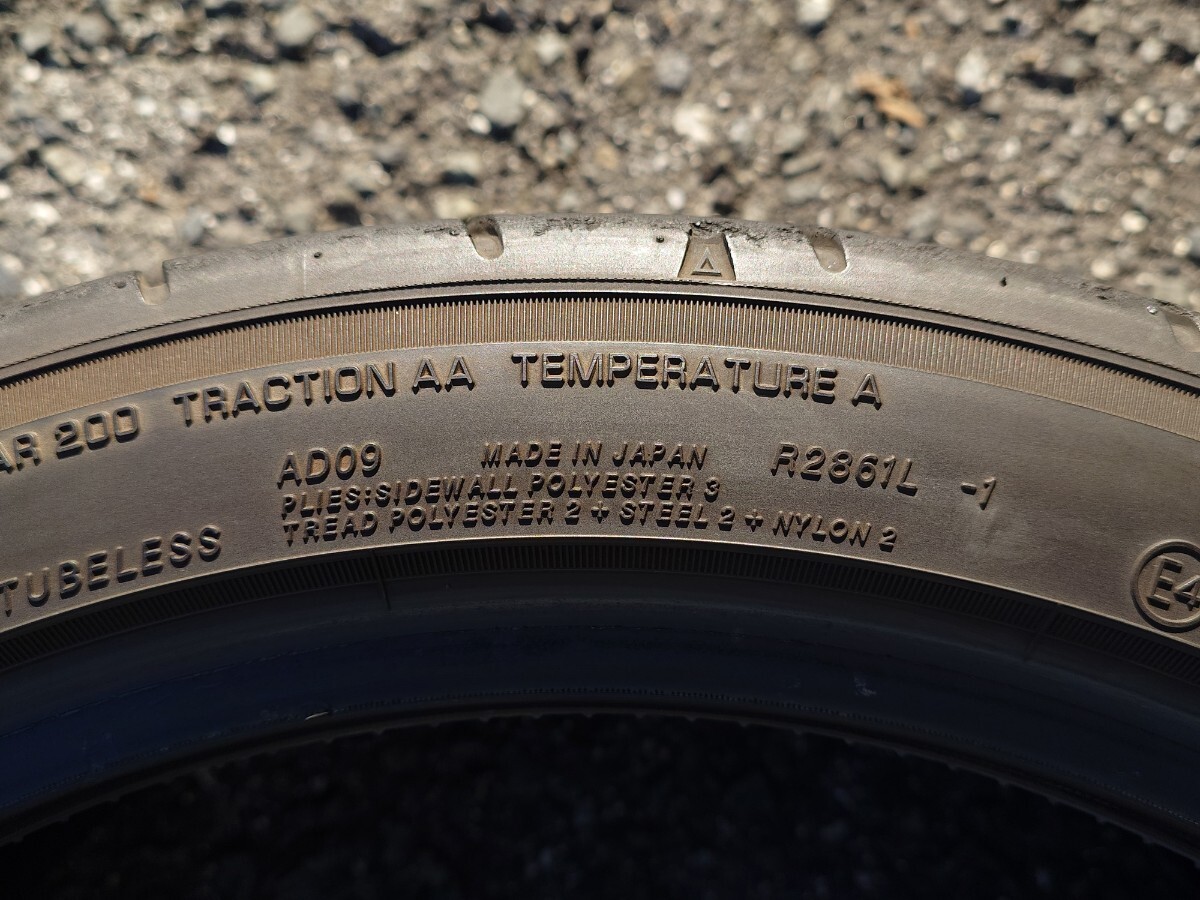 AR 200 TRACTION AA TEMPERATURE A
AD09 MADE IN JAPAN R2861L -1
PLIES:SIDEWALL POLYESTER 3
TREAD POLYESTER 2 + STEEL 2 + NYLON 2
TUBELESS
E4